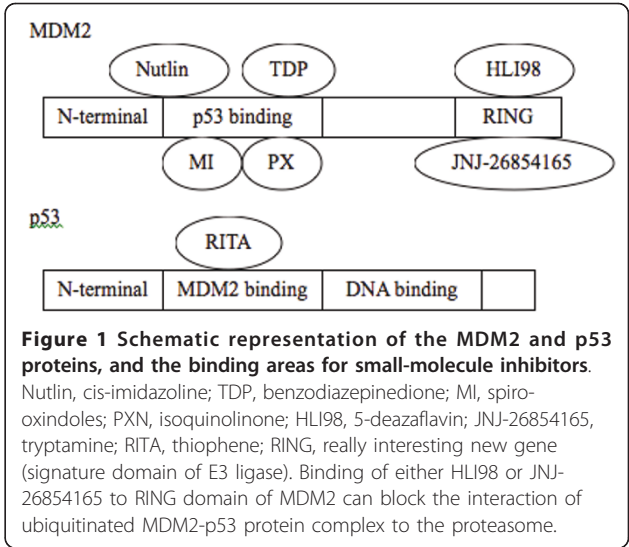 MDM2
Nutlin TDP HLI98
N-terminal p53 binding RING
MI PX JNJ-26854165
p53
RITA
N-terminal MDM2 binding DNA binding
Figure 1 Schematic representation of the MDM2 and p53
proteins, and the binding areas for small-molecule inhibitors.
Nutlin, cis-imidazoline; TDP, benzodiazepinedione; MI, spiro-
oxindoles; PXN, isoquinolinone; HLI98, 5-deazaflavin; JNJ-26854165,
tryptamine; RITA, thiophene; RING, really interesting new gene
(signature domain of E3 ligase). Binding of either HLI98 or JNJ-
26854165 to RING domain of MDM2 can block the interaction of
ubiquitinated MDM2-p53 protein complex to the proteasome.